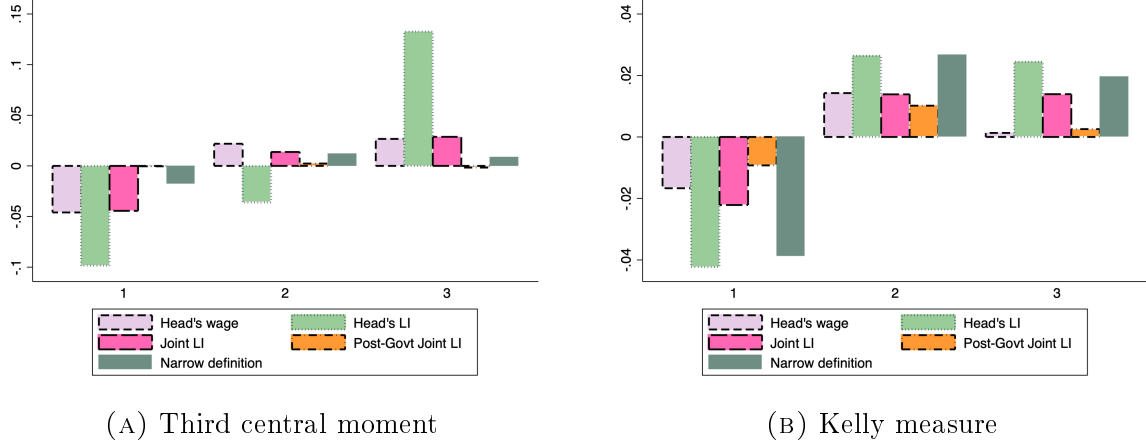 .15
.1
.05
0
-.05
-.1
1 2 3
Head's wage Head's LI
Joint LI Post-Govt Joint LI
Narrow definition
(A) Third central moment
.04
.02
0
-.02
-.04
1 2 3
Head's wage Head's LI
Joint LI Post-Govt Joint LI
Narrow definition
(B) Kelly measure